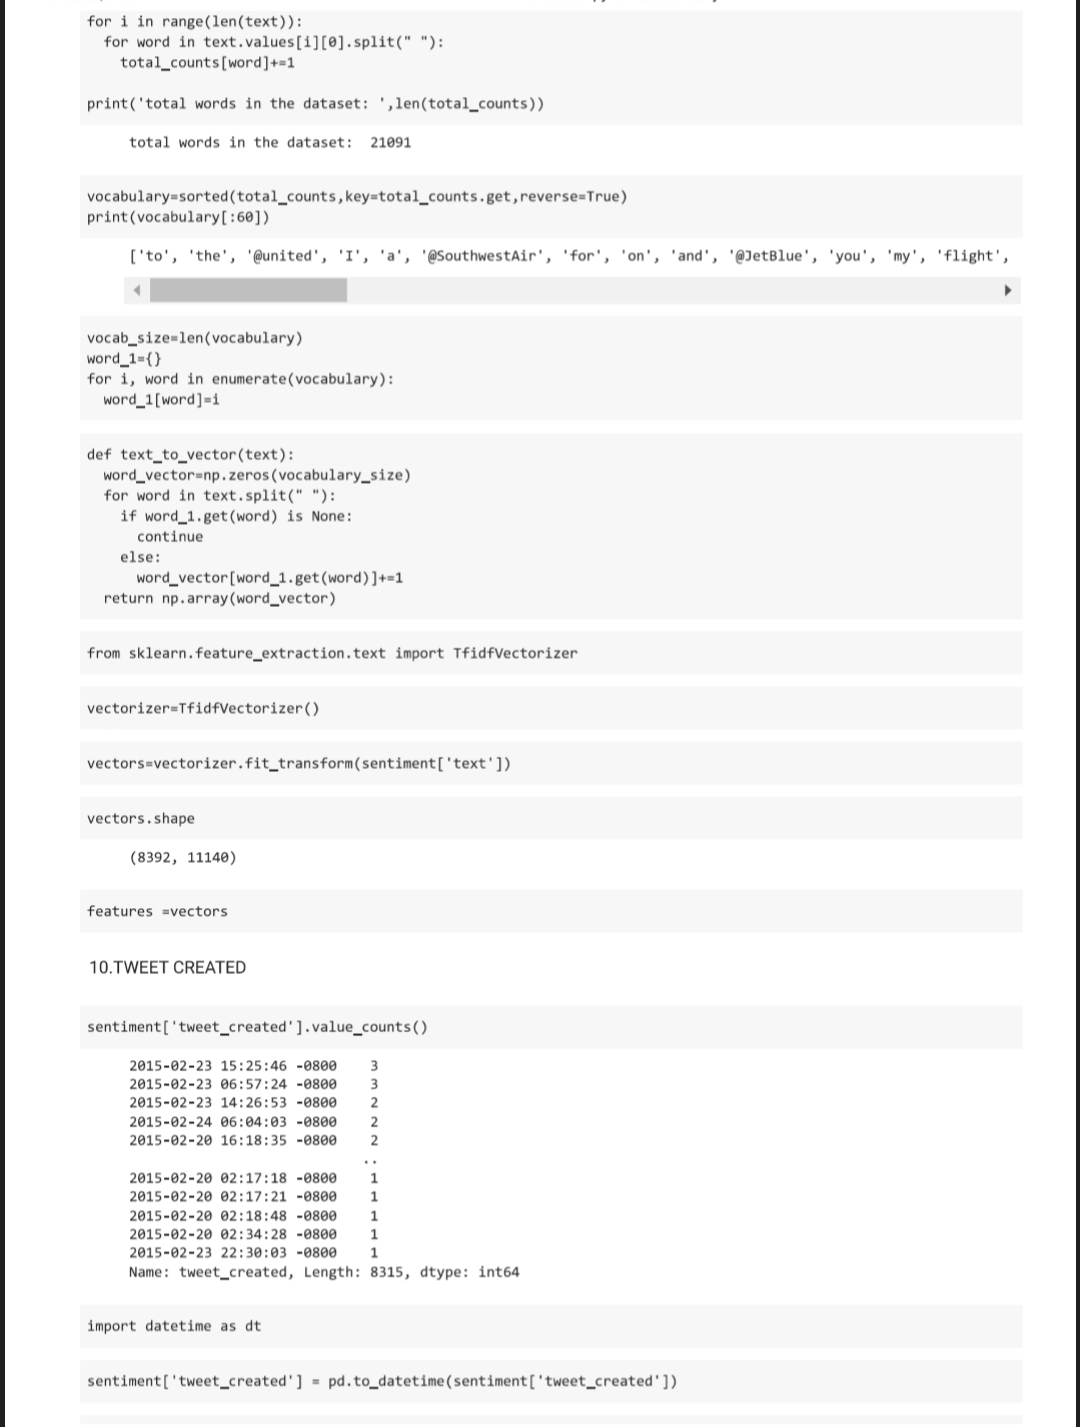 for i in range(len(text)):
  for word in text.values[i][0].split(" "):
    total_counts[word]+=1
print('total words in the dataset: ',len(total_counts))
total words in the dataset:  21091
vocabulary=sorted(total_counts,key=total_counts.get,reverse=True)
print(vocabulary[:60])
['to', 'the', '@united', 'I', 'a', '@SouthwestAir', 'for', 'on', 'and', '@JetBlue', 'you', 'my', 'flight',
vocab_size=len(vocabulary)
word_1={}
for i, word in enumerate(vocabulary):
  word_1[word]=i
def text_to_vector(text):
  word_vector=np.zeros(vocabulary_size)
  for word in text.split(" "):
    if word_1.get(word) is None:
      continue
    else:
      word_vector[word_1.get(word)]+=1
  return np.array(word_vector)
from sklearn.feature_extraction.text import TfidfVectorizer
vectorizer=TfidfVectorizer()
vectors=vectorizer.fit_transform(sentiment['text'])
vectors.shape
(8392, 11140)
features =vectors
10.TWEET CREATED
sentiment['tweet_created'].value_counts()
2015-02-23 15:25:46 -0800    3
2015-02-23 06:57:24 -0800    3
2015-02-23 14:26:53 -0800    2
2015-02-24 06:04:03 -0800    2
2015-02-20 16:18:35 -0800    2
..
2015-02-20 02:17:18 -0800    1
2015-02-20 02:17:21 -0800    1
2015-02-20 02:18:48 -0800    1
2015-02-20 02:34:28 -0800    1
2015-02-23 22:30:03 -0800    1
Name: tweet_created, Length: 8315, dtype: int64
import datetime as dt
sentiment['tweet_created'] = pd.to_datetime(sentiment['tweet_created'])